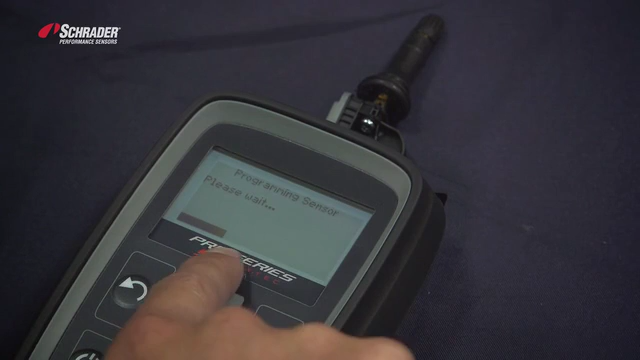 SCHRADER
PERFORMANCE SENSORS
Programming Sensor
Please wait...
PRO SERIES